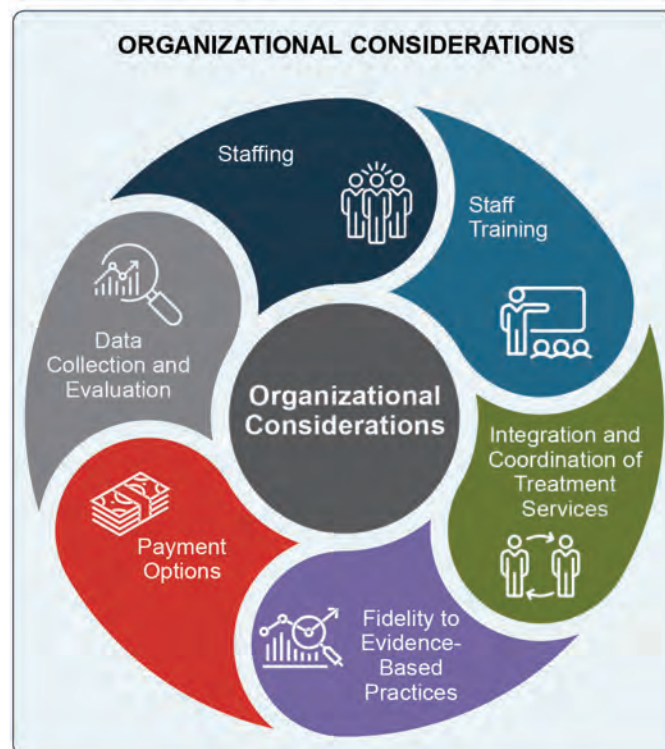 ORGANIZATIONAL CONSIDERATIONS
Staffing
Staff
Training
Integration and
Coordination of
Treatment
Services
Fidelity to
Evidence-
Based
Practices
Payment
Options
Data
Collection and
Evaluation
Organizational
Considerations